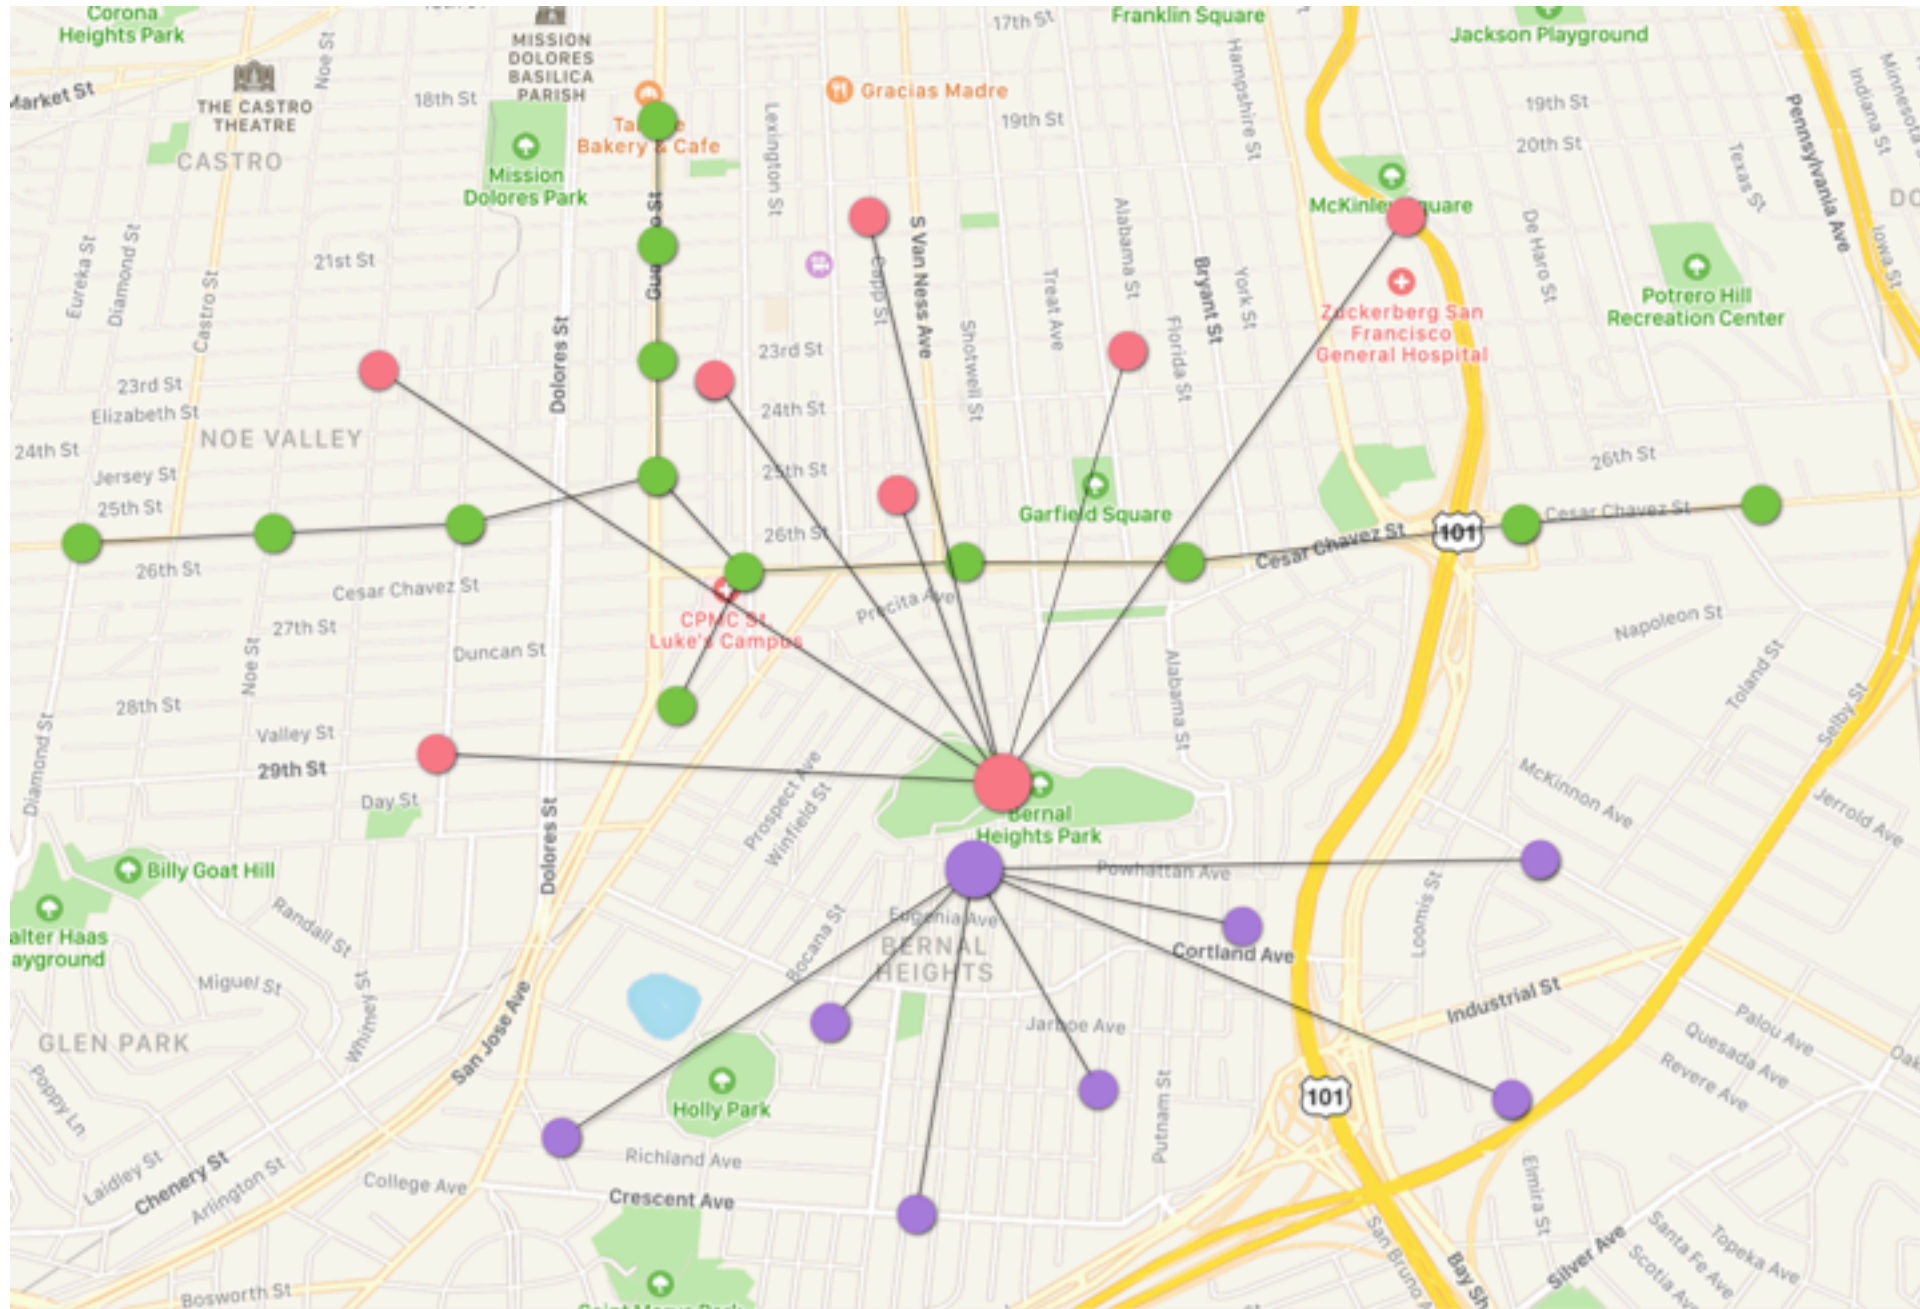 Corona
Heights Park
17th St
Franklin Square
Jackson Playground
MISSION
DOLORES
BASILICA
PARISH
Noe St
Hampshire St
Indiana St
Market St
18th St
Gracias Madre
19th St
19th St
Pennsylvania Ave
THE CASTRO
THEATRE
Bakery & Cafe
20th St
CASTRO
Mission
Dolores Park
Lexington St
Texas St
Alabama St
Iowa St
21st St
Eureka St
Diamond St
Castro St
Capp St
S Van Ness Ave
Treat Ave
Bryant St
York St
De Haro St
Potrero Hill
Recreation Center
Zuckerberg San
Francisco
General Hospital
Dolores St
23rd St
Shotwell St
Florida St
23rd St
Elizabeth St
24th St
NOE VALLEY
24th St
Jersey St
25th St
25th St
26th St
Garfield Square
26th St
Cesar Chavez St
26th St
Cesar Chavez St
101
Cesar Chavez St
Precita Ave
27th St
CPMC St
Luke's Campus
Napoleon St
Noe St
Duncan St
Alabama St
Toland St
28th St
Valley St
29th St
Selby St
Diamond St
Day St
Prospect Ave
Winfield St
McKinnon Ave
Jerrold Ave
Bernal
Heights Park
Dolores St
Billy Goat Hill
Powhattan Ave
Randall St
Bocana St
Eugenia Ave
BERNAL
HEIGHTS
Cortland Ave
Loomis St
alter Haas
ayground
Miguel St
Whitney St
San Jose Ave
Industrial St
GLEN PARK
Jarboe Ave
Palou Ave
Quesada Ave
Revere Ave
Poppy Ln
Holly Park
Putnam St
101
Laidley St
Chenery St
Arlington St
Richland Ave
College Ave
Crescent Ave
Elmira St
San Bruno A
Bay Sh
Silver Ave
Santa Fe Ave
Topeka Ave
Scotia Av
Bosworth St